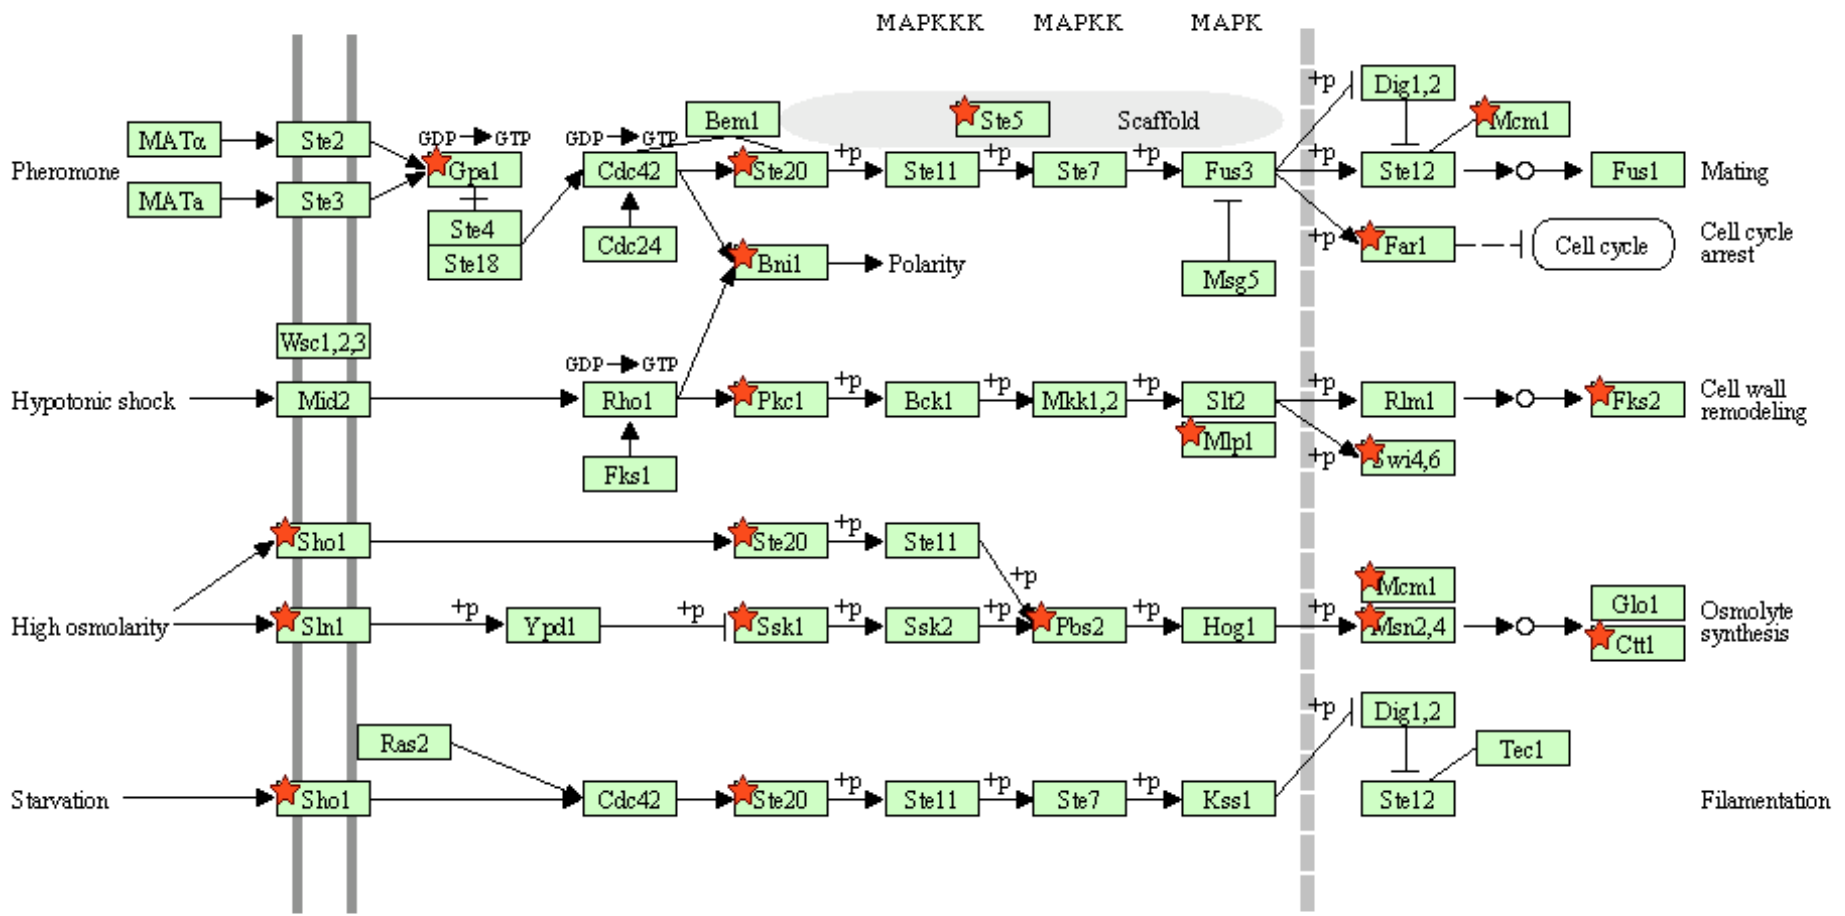 MAPKKK MAPKK MAPK
+p Dig1,2
Bem1 Ste5 Scaffold Mcm1
MATα Ste2 GDP GTP GDP GTP
Pheromone Gpa1 Cdc42 Ste20 +p Ste11 +p Ste7 +p Fus3 +p Ste12 Fus1 Mating
MATa Ste3
Ste4 Cdc24 +p Far1 Cell cycle Cell cycle
arrest
Ste18 Bni1 Polarity Msg5
Wsc1,2,3
GDP GTP
Hypotonic shock Mid2 Rho1 Pkc1 +p Bck1 +p Mkk1,2 +p Slt2 +p Rlm1 Fks2 Cell wall
remodeling
Mlp1 +p Swi4,6
Fks1
Sho1 Ste20 +p Ste11
+p Mcm1
High osmolarity Sln1 +p Ypd1 +p Ssk1 +p Ssk2 +p Pbs2 +p Hog1 +p Msn2,4 Glo1 Osmolyte
Ctt1 synthesis
+p Dig1,2
Ras2 Tec1
Starvation Sho1 Cdc42 Ste20 +p Ste11 +p Ste7 +p Kss1 Ste12 Filamentation